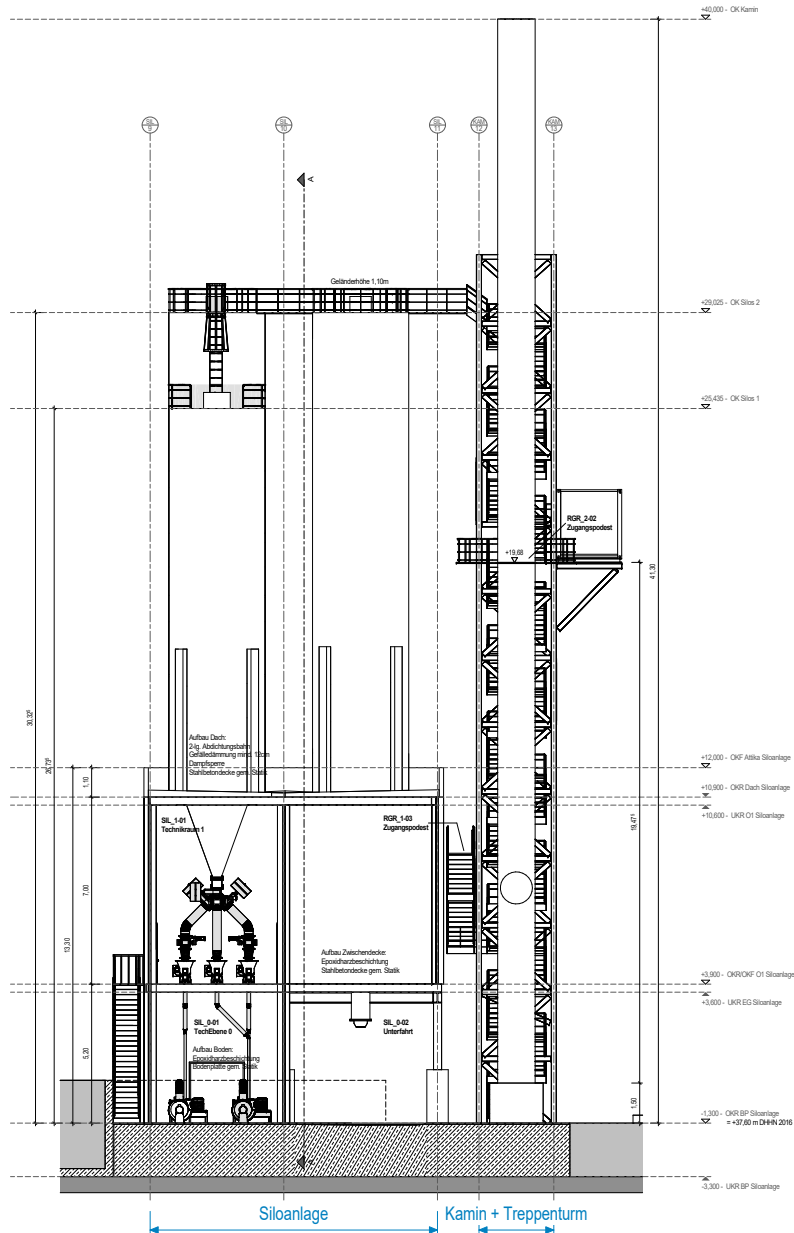 +40,000 - OK Kamin
SIL
9
SIL
10
SIL
11
KAM
12
KAM
13
A
Geländerhöhe 1,10m
+29,025 - OK Silos 2
+25,435 - OK Silos 1
RGR_2-02
Zugangspodest
+19,68
41,30
30,32⁵
26,73⁵
Aufbau Dach:
2-lg. Abdichtungsbahn
Gefälledämmung mind. 12cm
Dampfsperre
Stahlbetondecke gem. Statik
+12,000 - OKF Attika Siloanlage
1,10
+10,900 - OKR Dach Siloanlage
+10,600 - UKR O1 Siloanlage
SIL_1-01
Technikraum 1
RGR_1-03
Zugangspodest
19,47⁵
7,00
13,30
Aufbau Zwischendecke:
Epoxidharzbeschichtung
Stahlbetondecke gem. Statik
+3,900 - OKR/OKF O1 Siloanlage
+3,600 - UKR EG Siloanlage
SIL_0-01
TechEbene 0
SIL_0-02
Unterfahrt
5,20
Aufbau Boden:
Epoxidharzbeschichtung
Bodenplatte gem. Statik
1,50
-1,300 - OKR BP Siloanlage
= +37,60 m DHHN 2016
A
-3,300 - UKR BP Siloanlage
Siloanlage
Kamin + Treppenturm